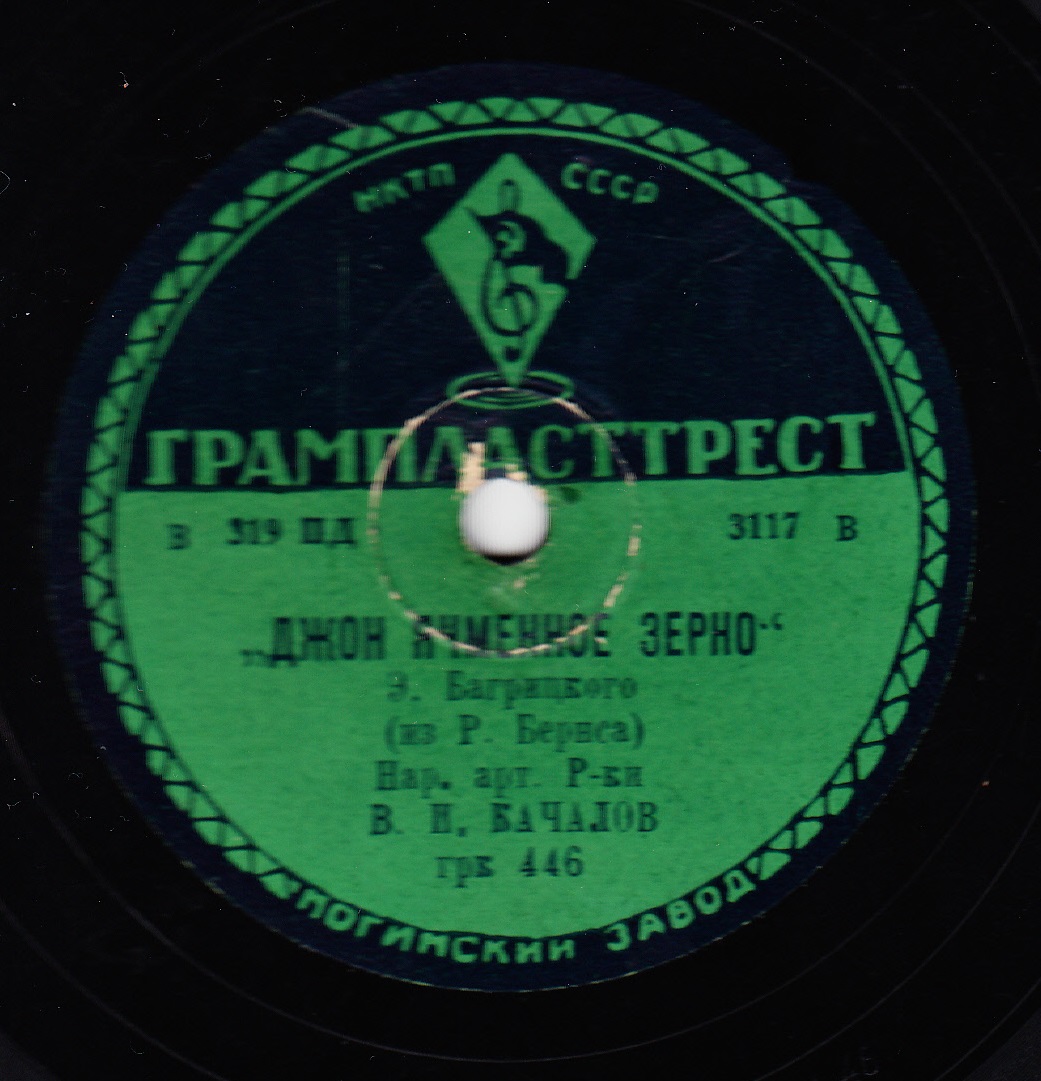 НКТП СССР
ГРАМПЛАСТТРЕСТ
В 319 ПД 3117 В
„ДЖОН ЯЧМЕННОЕ ЗЕРНО“
Э. Багрицкого
(из Р. Бернса)
Нар. арт. Р-ки
В. И. КАЧАЛОВ
грк 446
НОГИНСКИЙ ЗАВОД